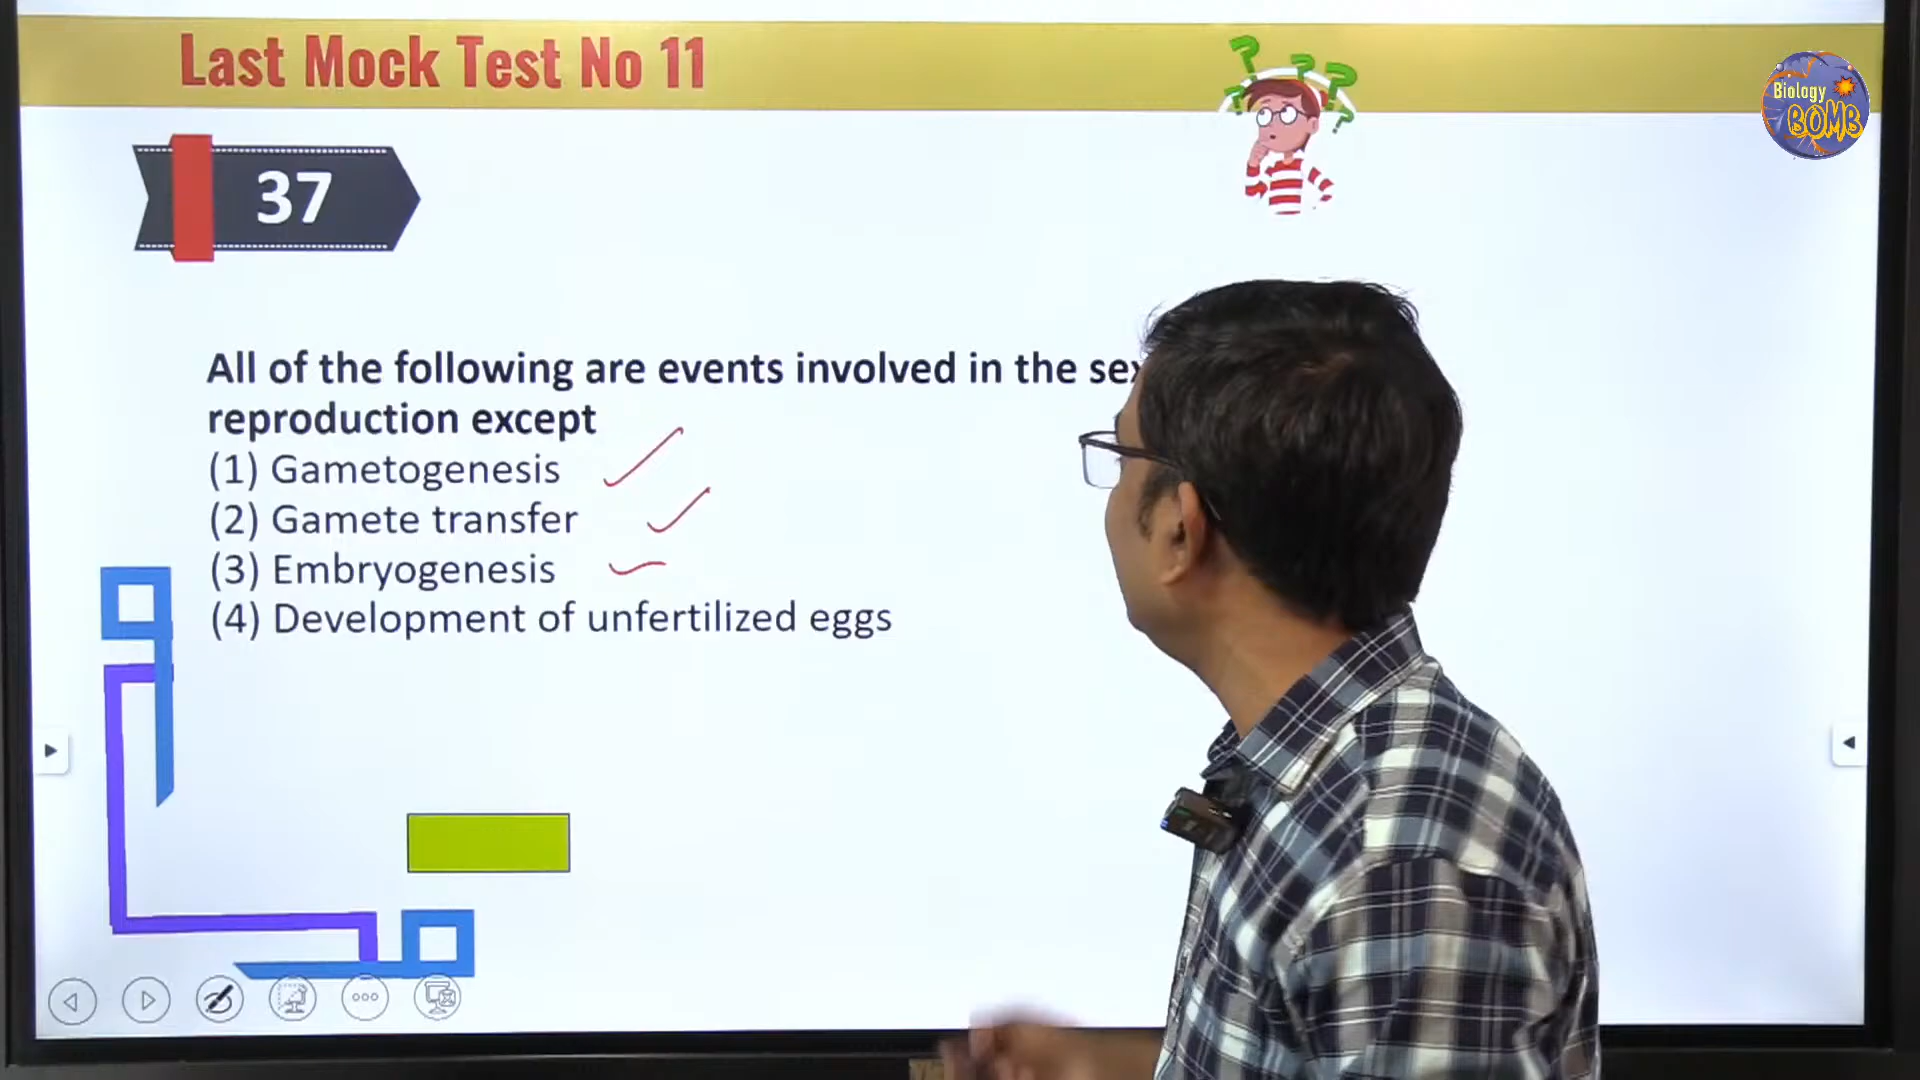 Last Mock Test No 11
Biology
BOMB
37
All of the following are events involved in the
reproduction except
(1) Gametogenesis
(2) Gamete transfer
(3) Embryogenesis
(4) Development of unfertilized eggs